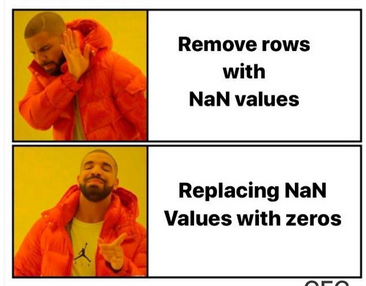 Remove rows
with
NaN values
Replacing NaN
Values with zeros